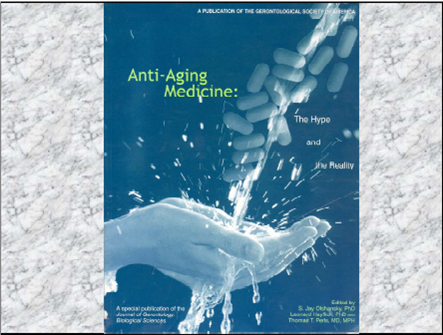 A PUBLICATION OF THE GERONTOLOGICAL SOCIETY OF AMERICA
Anti-Aging
Medicine:
The Hype
and
the Reality
Edited by
S. Jay Olshansky, PhD
Leonard Hayflick, PhD and
Thomas T. Perls, MD, MPH
A special publication of the
Journal of Gerontology:
Biological Sciences